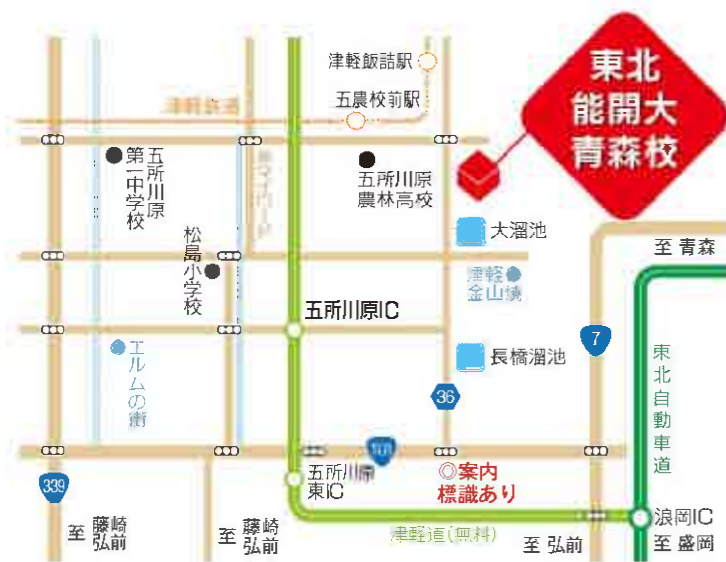 津軽飯詰駅
五農校前駅
津軽鉄道
東北
能開大
青森校
五所川原
第一中学校
五所川原
農林高校
松島小学校
大溜池
至 青森
津軽
金山焼
五所川原IC
7
エルムの街
長橋溜池
東北自動車道
36
101
339
五所川原
東IC
◎案内
標識あり
浪岡IC
至 藤崎
弘前
至 藤崎
弘前
津軽道(無料)
至 弘前
至 盛岡